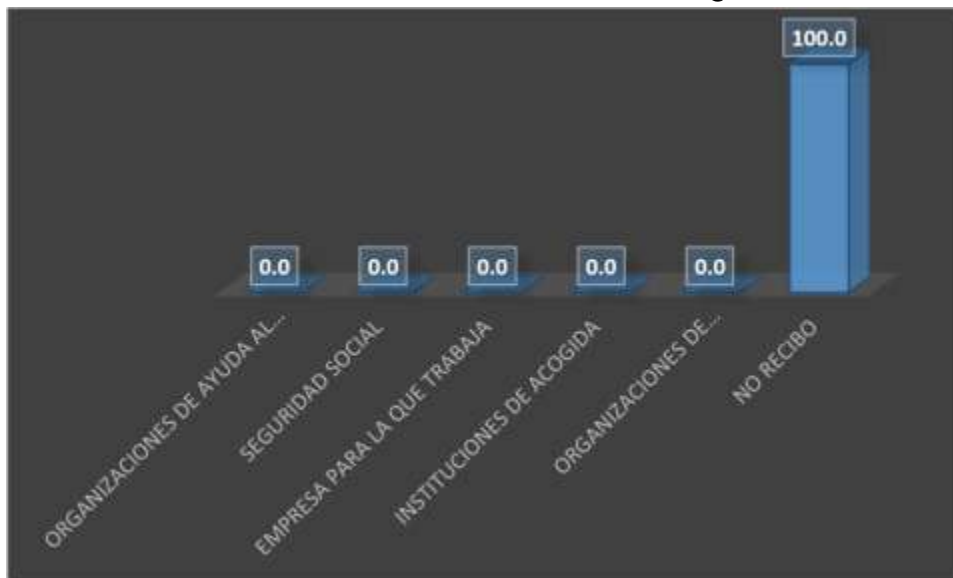 100.0
0.0
0.0
0.0
0.0
0.0
ORGANIZACIONES DE AYUDA AL...
SEGURIDAD SOCIAL
EMPRESA PARA LA QUE TRABAJA
INSTITUCIONES DE ACOGIDA
ORGANIZACIONES DE...
NO RECIBO